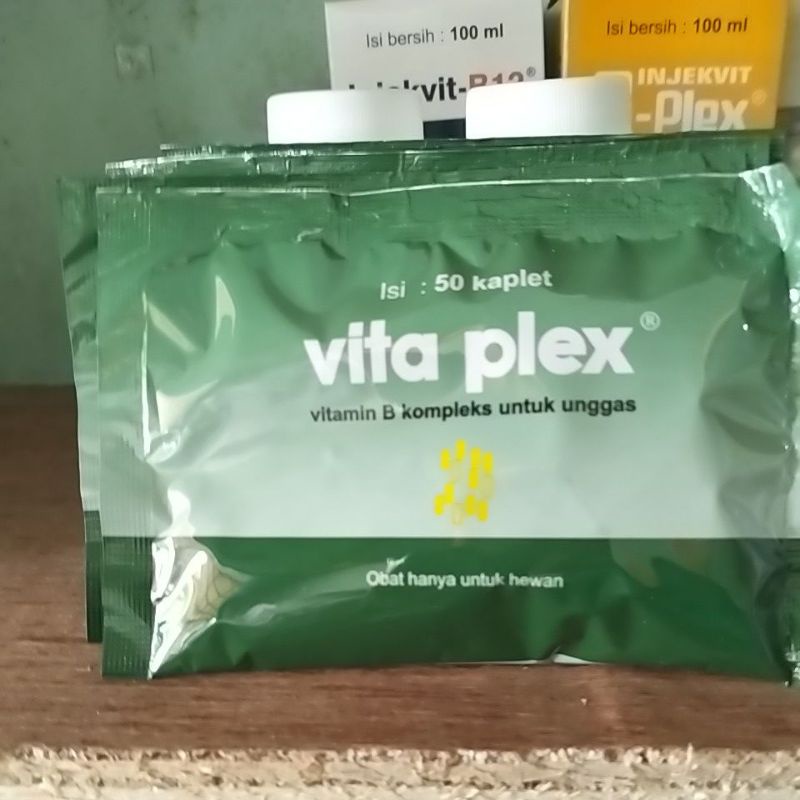 Isi bersih : 100 ml
Isi bersih : 100 ml
INJEKVIT
-Plex®
Isi : 50 kaplet
vita plex®
vitamin B kompleks untuk unggas
Obat hanya untuk hewan